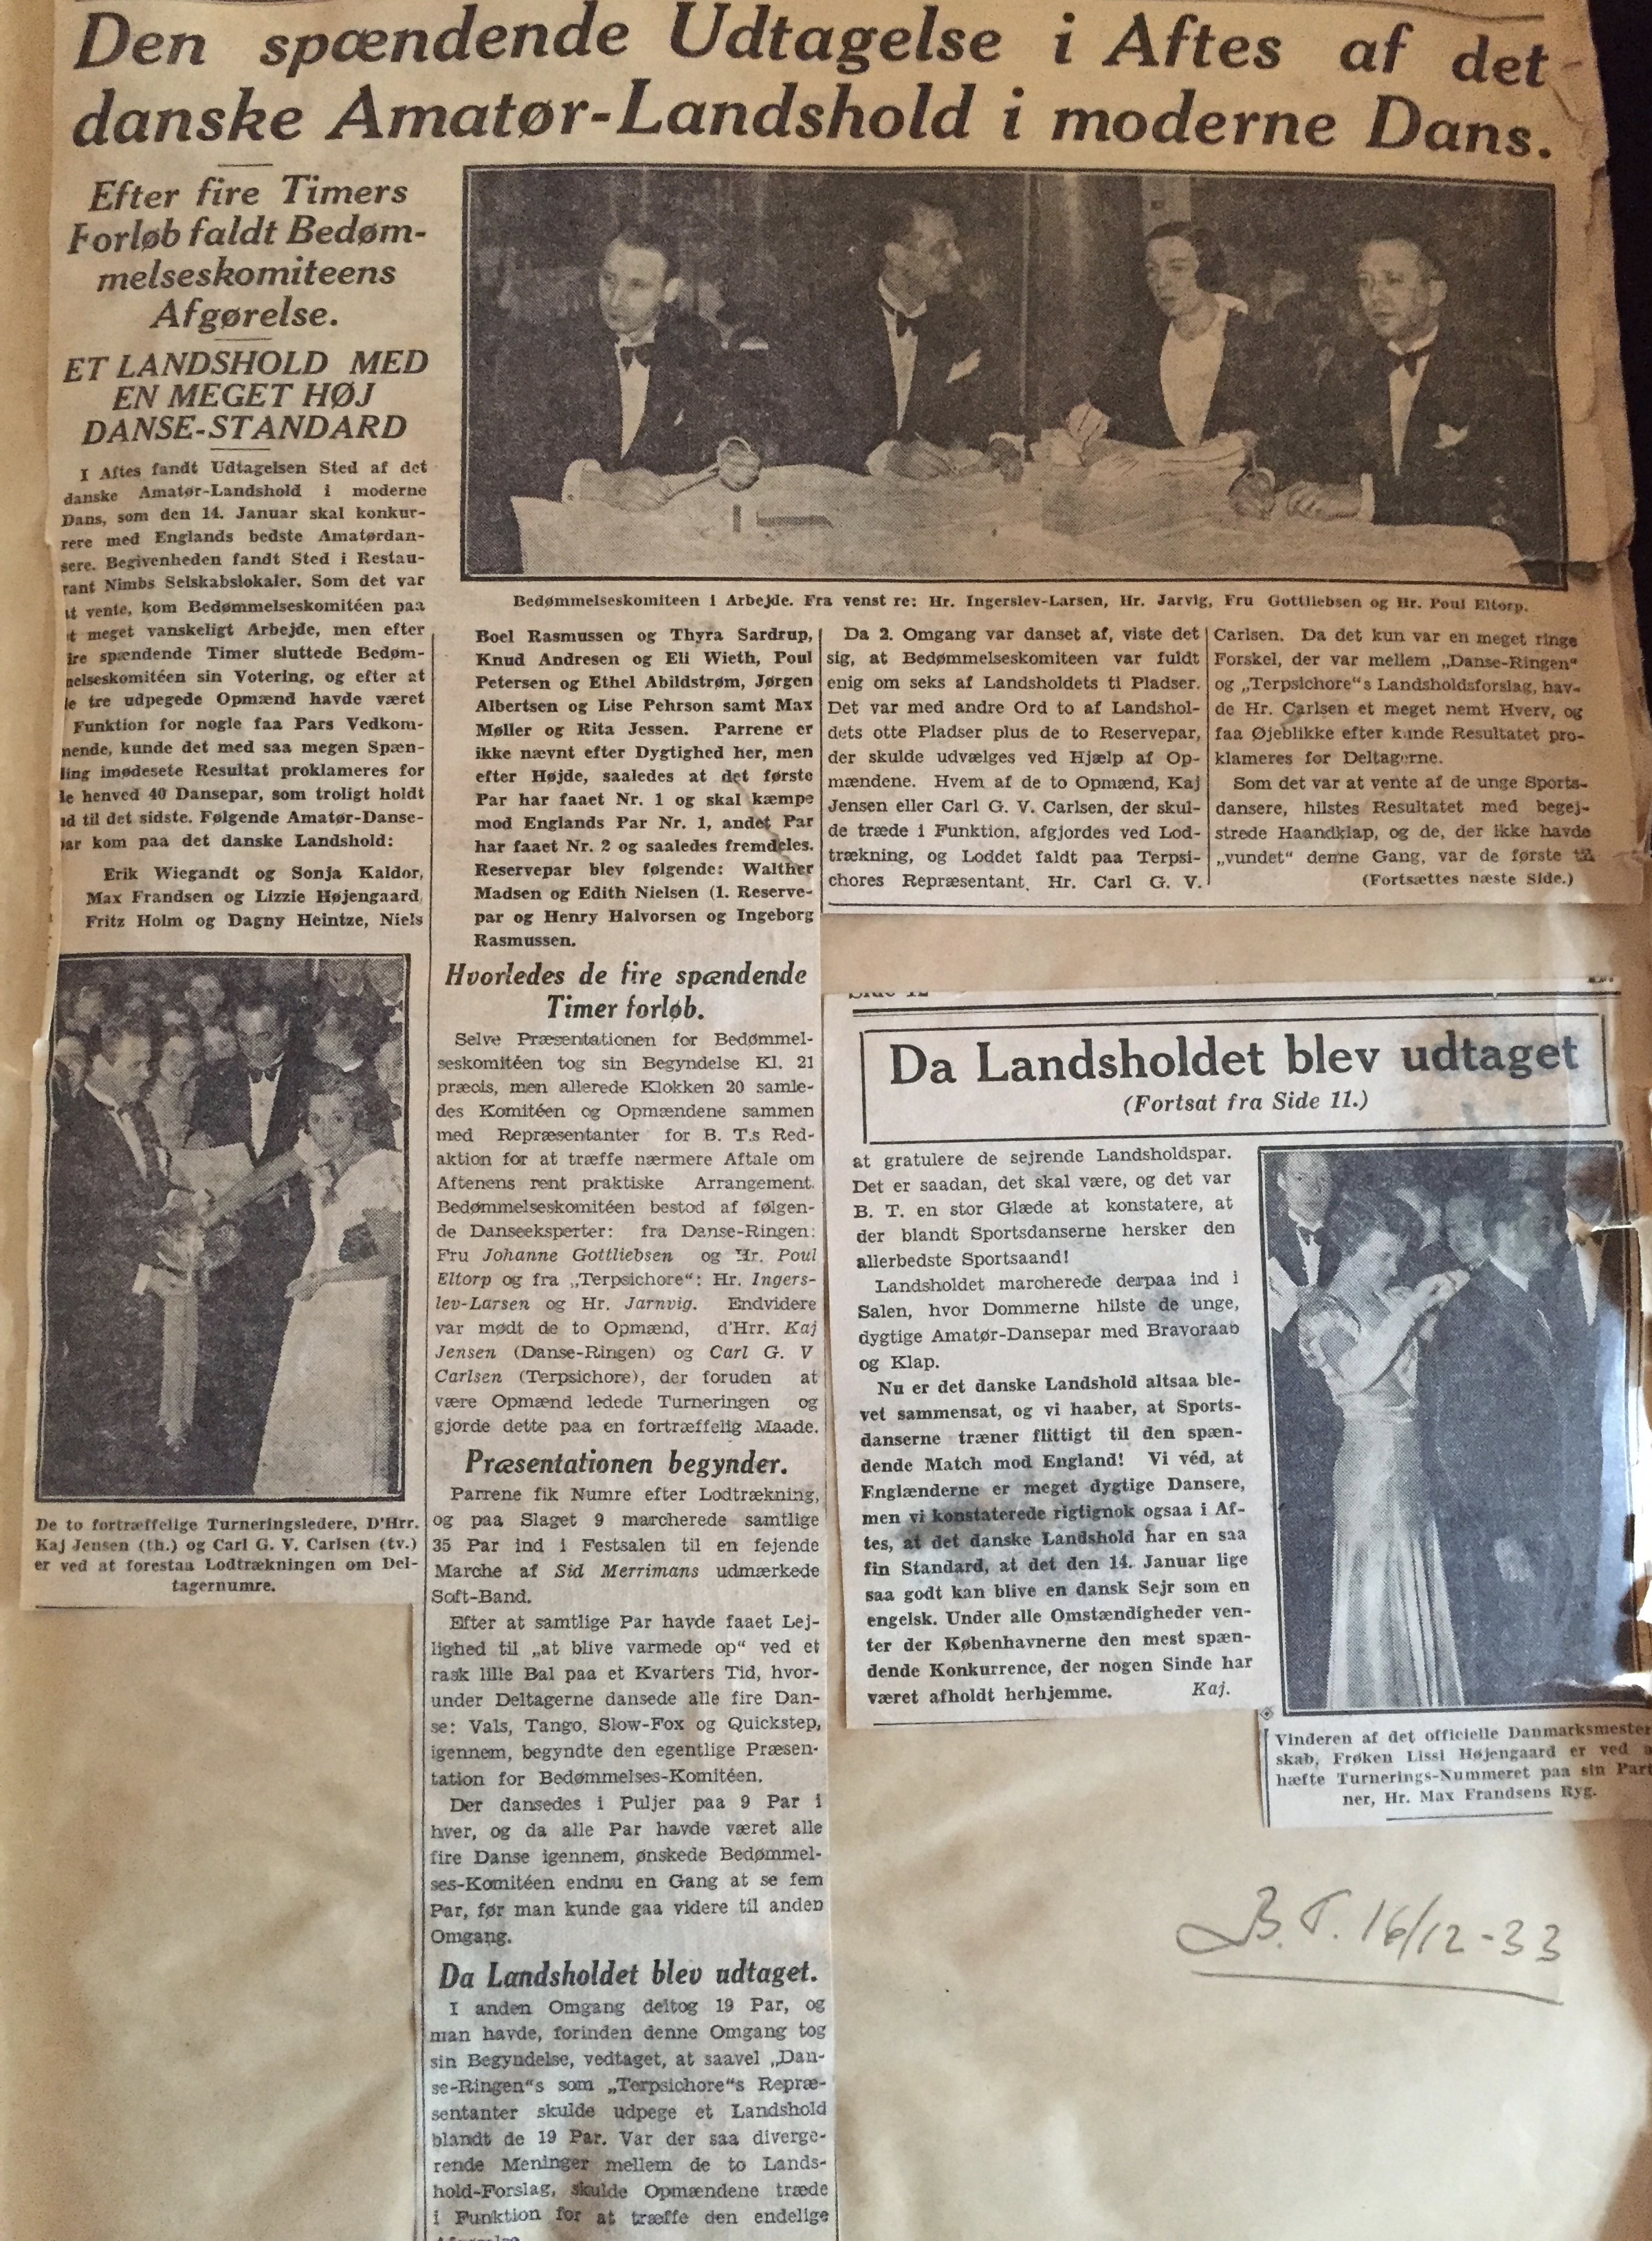 Den spændende Udtagelse i Aftes af det
danske Amatør-Landshold i moderne Dans.
Efter fire Timers
Forløb faldt Bedøm-
melseskomiteens
Afgørelse.
ET LANDSHOLD MED
EN MEGET HØJ
DANSE-STANDARD
I Aftes fandt Udtagelsen Sted af det
danske Amatør-Landshold i moderne
Dans, som den 14. Januar skal konkur-
rere med Englands bedste Amatørdan-
sere. Begivenheden fandt Sted i Restau-
rant Nimbs Selskabslokaler. Som det var
at vente, kom Bedømmelseskomitéen paa
t meget vanskeligt Arbejde, men efter
ire spændende Timer sluttede Bedøm-
nelseskomitéen sin Votering, og efter at
le tre udpegede Opmænd havde været
Funktion for nogle faa Pars Vedkom-
nende, kunde det med saa megen Spæn-
ling imødesete Resultat proklameres for
le henved 40 Dansepar, som troligt holdt
ud til det sidste. Følgende Amatør-Danse-
par kom paa det danske Landshold:
Erik Wiegandt og Sonja Kaldor,
Max Frandsen og Lizzie Højengaard,
Fritz Holm og Dagny Heintze, Niels
Bedømmelseskomiteen i Arbejde. Fra venst re: Hr. Ingerslev-Larsen, Hr. Jarvig, Fru Gottliebsen og Hr. Poul Eltorp.
Boel Rasmussen og Thyra Sardrup,
Knud Andresen og Eli Wieth, Poul
Petersen og Ethel Abildstrøm, Jørgen
Albertsen og Lise Pehrson samt Max
Møller og Rita Jessen. Parrene er
ikke nævnt efter Dygtighed her, men
efter Højde, saaledes at det første
Par har faaet Nr. 1 og skal kæmpe
mod Englands Par Nr. 1, andet Par
har faaet Nr. 2 og saaledes fremdeles.
Reservepar blev følgende: Walther
Madsen og Edith Nielsen (1. Reserve-
par og Henry Halvorsen og Ingeborg
Rasmussen.
Hvorledes de fire spændende
Timer forløb.
Selve Præsentationen for Bedømmel-
seskomitéen tog sin Begyndelse Kl. 21
præcis, men allerede Klokken 20 samle-
des Komitéen og Opmændene sammen
med Repræsentanter for B. T.s Red-
aktion for at træffe nærmere Aftale om
Aftenens rent praktiske Arrangement.
Bedømmelseskomitéen bestod af følgen-
de Danseeksperter: fra Danse-Ringen:
Fru Johanne Gottliebsen og Hr. Poul
Eltorp og fra „Terpsichore“: Hr. Ingers-
lev-Larsen og Hr. Jarnvig. Endvidere
var mødt de to Opmænd, d'Hrr. Kaj
Jensen (Danse-Ringen) og Carl G. V
Carlsen (Terpsichore), der foruden at
være Opmænd ledede Turneringen og
gjorde dette paa en fortræffelig Maade.
Præsentationen begynder.
Parrene fik Numre efter Lodtrækning,
og paa Slaget 9 marcherede samtlige
35 Par ind i Festsalen til en fejende
Marche af Sid Merrimans udmærkede
Soft-Band.
Efter at samtlige Par havde faaet Lej-
lighed til „at blive varmede op“ ved et
rask lille Bal paa et Kvarters Tid, hvor-
under Deltagerne dansede alle fire Dan-
se: Vals, Tango, Slow-Fox og Quickstep,
igennem, begyndte den egentlige Præsen-
tation for Bedømmelses-Komitéen.
Der dansedes i Puljer paa 9 Par i
hver, og da alle Par havde været alle
fire Danse igennem, ønskede Bedømmel-
ses-Komitéen endnu en Gang at se fem
Par, før man kunde gaa videre til anden
Omgang.
Da Landsholdet blev udtaget.
I anden Omgang deltog 19 Par, og
man havde, forinden denne Omgang tog
sin Begyndelse, vedtaget, at saavel „Dan-
se-Ringen“s som „Terpsichore“s Repræ-
sentanter skulde udpege et Landshold
blandt de 19 Par. Var der saa diverge-
rende Meninger mellem de to Lands-
hold-Forslag, skulde Opmændene træde
i Funktion for at træffe den endelige
Da 2. Omgang var danset af, viste det
sig, at Bedømmelseskomiteen var fuldt
enig om seks af Landsholdets ti Pladser.
Det var med andre Ord to af Landshol-
dets otte Pladser plus de to Reservepar,
der skulde udvælges ved Hjælp af Op-
mændene. Hvem af de to Opmænd, Kaj
Jensen eller Carl G. V. Carlsen, der skul-
de træde i Funktion, afgjordes ved Lod-
trækning, og Loddet faldt paa Terpsi-
chores Repræsentant, Hr. Carl G. V.
Carlsen. Da det kun var en meget ringe
Forskel, der var mellem „Danse-Ringen“
og „Terpsichore“s Landsholdsforslag, hav-
de Hr. Carlsen et meget nemt Hverv, og
faa Øjeblikke efter kunde Resultatet pro-
klameres for Deltagerne.
Som det var at vente af de unge Sports-
dansere, hilstes Resultatet med begej-
strede Haandklap, og de, der ikke havde
„vundet“ denne Gang, var de første til
(Fortsættes næste Side.)
De to fortræffelige Turneringsledere, D'Hrr.
Kaj Jensen (th.) og Carl G. V. Carlsen (tv.)
er ved at forestaa Lodtrækningen om Del-
tagernumre.
Side 12
Da Landsholdet blev udtaget
(Fortsat fra Side 11.)
at gratulere de sejrende Landsholdspar.
Det er saadan, det skal være, og det var
B. T. en stor Glæde at konstatere, at
der blandt Sportsdanserne hersker den
allerbedste Sportsaand!
Landsholdet marcherede derpaa ind i
Salen, hvor Dommerne hilste de unge,
dygtige Amatør-Dansepar med Bravoraab
og Klap.
Nu er det danske Landshold altsaa ble-
vet sammensat, og vi haaber, at Sports-
danserne træner flittigt til den spæn-
dende Match mod England! Vi véd, at
Englænderne er meget dygtige Dansere,
men vi konstaterede rigtignok ogsaa i Af-
tes, at det danske Landshold har en saa
fin Standard, at det den 14. Januar lige
saa godt kan blive en dansk Sejr som en
engelsk. Under alle Omstændigheder ven-
ter der Københavnerne den mest spæn-
dende Konkurrence, der nogen Sinde har
været afholdt herhjemme. Kaj.
Vinderen af det officielle Danmarksmester
skab, Frøken Lissi Højengaard er ved a
hæfte Turnerings-Nummeret paa sin Part
ner, Hr. Max Frandsens Ryg.
B.T. 16/12-33